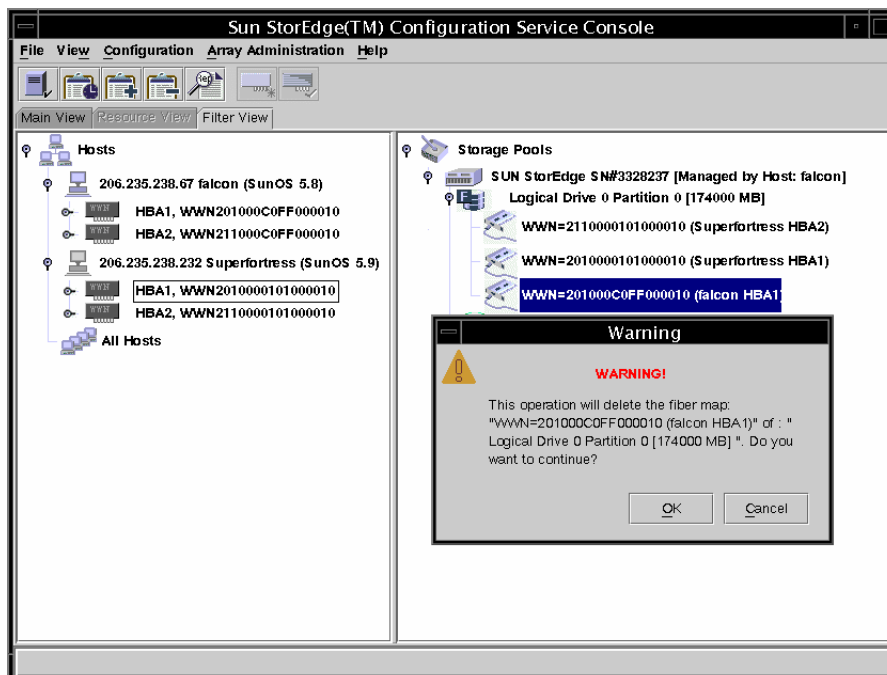 Sun StorEdge(TM) Configuration Service Console
File View Configuration Array Administration Help
Main View Resource View Filter View
Hosts
206.235.238.67 falcon (SunOS 5.8)
HBA1, WWN201000C0FF000010
HBA2, WWN211000C0FF000010
206.235.238.232 Superfortress (SunOS 5.9)
HBA1, WWN2010000101000010
HBA2, WWN2110000101000010
All Hosts
Storage Pools
SUN StorEdge SN#3328237 [Managed by Host: falcon]
Logical Drive 0 Partition 0 [174000 MB]
WWN=2110000101000010 (Superfortress HBA2)
WWN=2010000101000010 (Superfortress HBA1)
WWN=201000C0FF000010 (falcon HBA1)
Warning
WARNING!
This operation will delete the fiber map:
"WWN=201000C0FF000010 (falcon HBA1)" of : "
Logical Drive 0 Partition 0 [174000 MB] ". Do you
want to continue?
OK Cancel